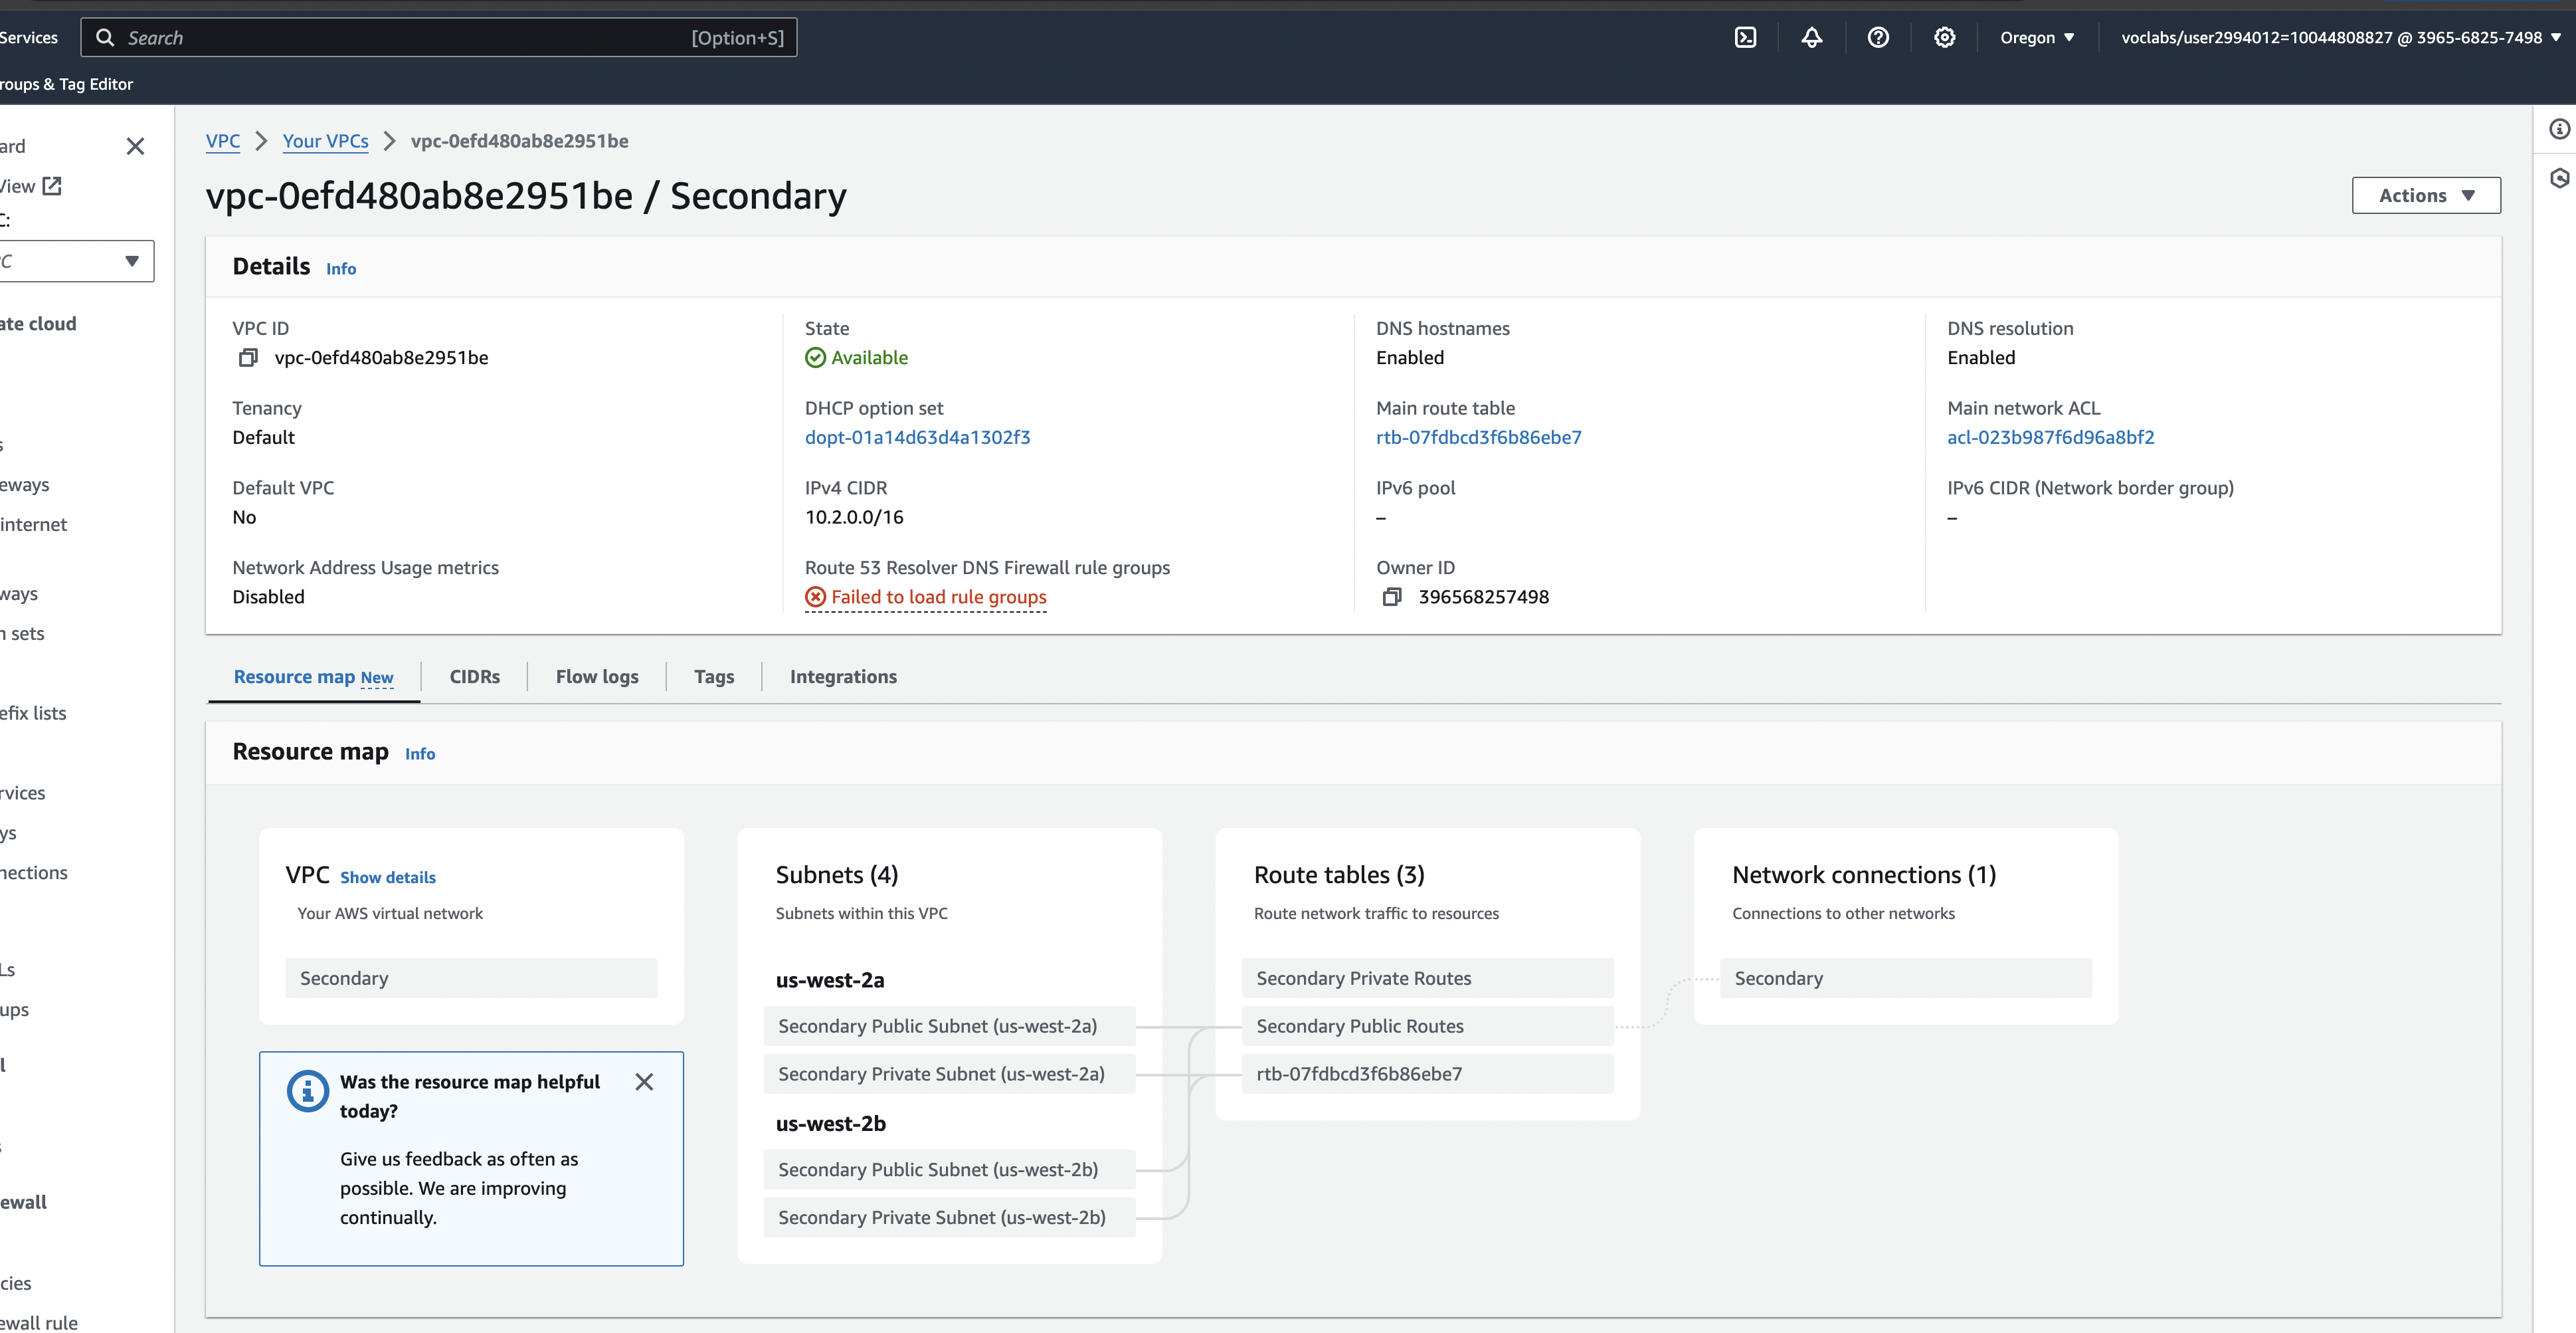 Services
Search
[Option+S]
Oregon
voclabs/user2994012=10044808827 @ 3965-6825-7498
roups & Tag Editor
ard
View
C:
PC
ate cloud
s
eways
internet
ways
n sets
efix lists
rvices
ys
nections
Ls
ups
l
s
ewall
cies
ewall rule
VPC
Your VPCs
vpc-0efd480ab8e2951be
vpc-0efd480ab8e2951be / Secondary
Actions
Details Info
VPC ID
vpc-0efd480ab8e2951be
State
Available
DNS hostnames
Enabled
DNS resolution
Enabled
Tenancy
Default
DHCP option set
dopt-01a14d63d4a1302f3
Main route table
rtb-07fdbcd3f6b86ebe7
Main network ACL
acl-023b987f6d96a8bf2
Default VPC
No
IPv4 CIDR
10.2.0.0/16
IPv6 pool
–
IPv6 CIDR (Network border group)
–
Network Address Usage metrics
Disabled
Route 53 Resolver DNS Firewall rule groups
Failed to load rule groups
Owner ID
396568257498
Resource map New
CIDRs
Flow logs
Tags
Integrations
Resource map Info
VPC Show details
Your AWS virtual network
Secondary
Was the resource map helpful
today?
Give us feedback as often as
possible. We are improving
continually.
Subnets (4)
Subnets within this VPC
us-west-2a
Secondary Public Subnet (us-west-2a)
Secondary Private Subnet (us-west-2a)
us-west-2b
Secondary Public Subnet (us-west-2b)
Secondary Private Subnet (us-west-2b)
Route tables (3)
Route network traffic to resources
Secondary Private Routes
Secondary Public Routes
rtb-07fdbcd3f6b86ebe7
Network connections (1)
Connections to other networks
Secondary